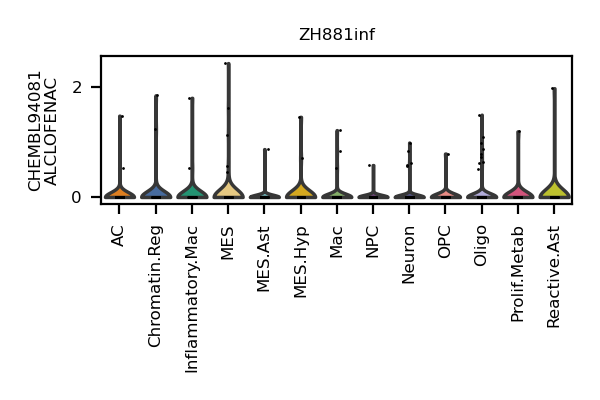 ZH881inf
CHEMBL94081
ALCLOFENAC
2
0
AC
Chromatin.Reg
Inflammatory.Mac
MES
MES.Ast
MES.Hyp
Mac
NPC
Neuron
OPC
Oligo
Prolif.Metab
Reactive.Ast